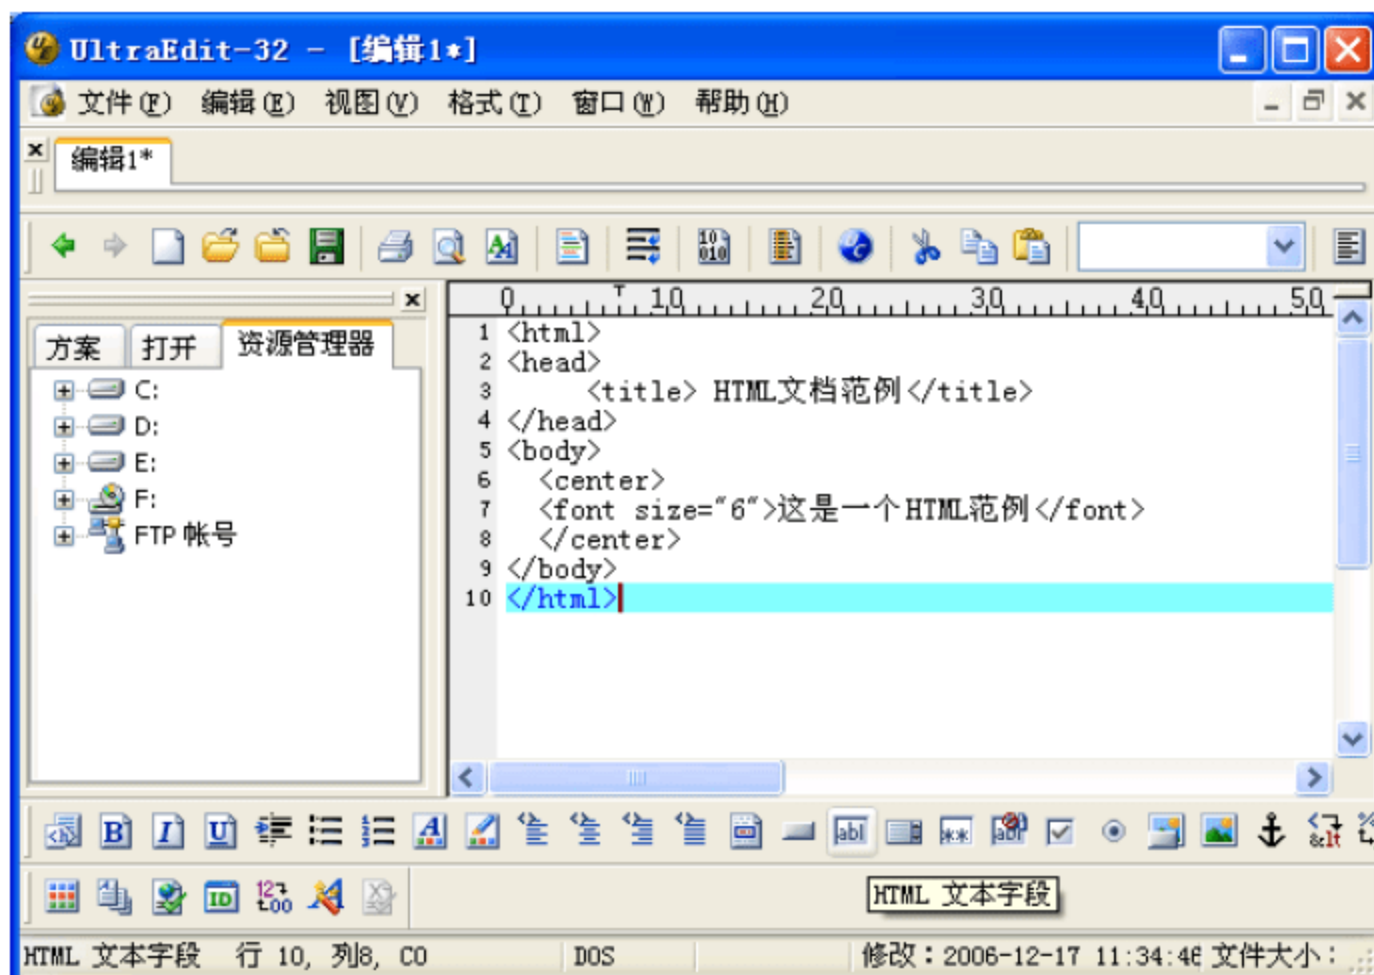 UltraEdit-32 - [编辑1*]
文件(F) 编辑(E) 视图(V) 格式(T) 窗口(W) 帮助(H)
编辑1*
方案 打开 资源管理器
C:
D:
E:
F:
FTP 帐号
0 10 20 30 40 50
1 <html>
2 <head>
3 <title> HTML文档范例</title>
4 </head>
5 <body>
6 <center>
7 <font size="6">这是一个HTML范例</font>
8 </center>
9 </body>
10 </html>
HTML 文本字段
HTML 文本字段 行 10, 列8, C0 DOS 修改：2006-12-17 11:34:46 文件大小：